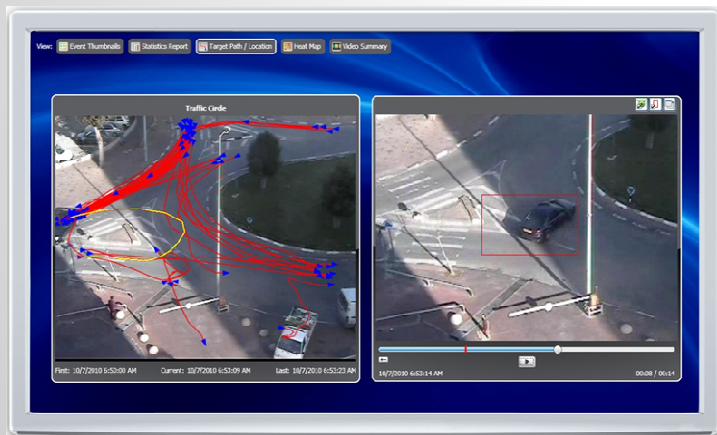 View: Event Thumbnails Statistics Report Target Path / Location Heat Map Video Summary
Traffic Circle
First: 10/7/2010 6:53:00 AM Current: 10/7/2010 6:53:09 AM Last: 10/7/2010 6:53:23 AM
10/7/2010 6:53:14 AM 00:08 / 00:14